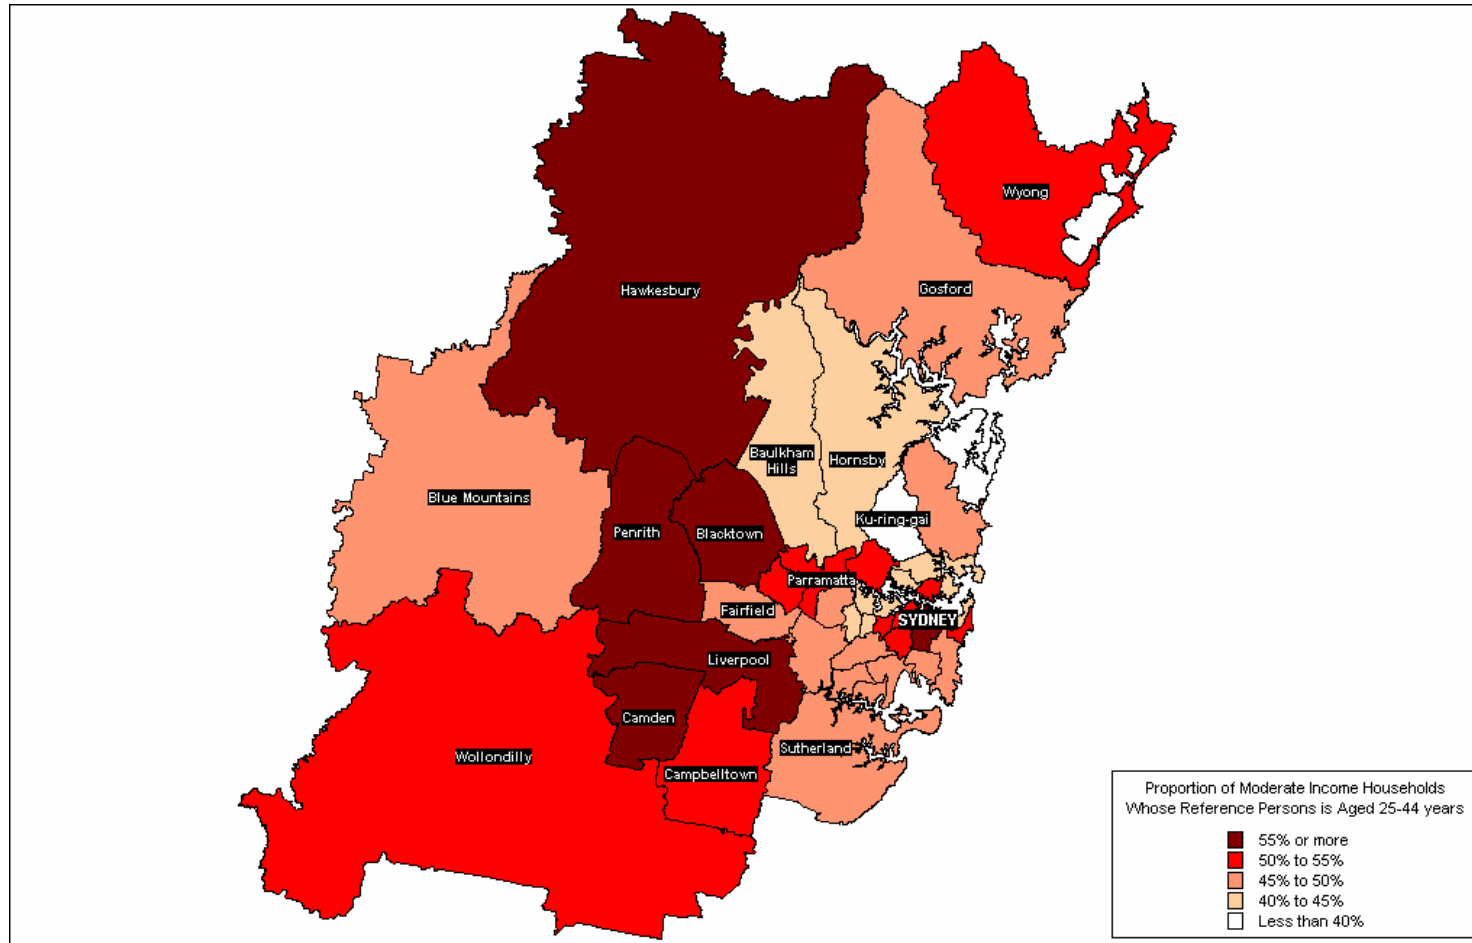 Wyong
Hawkesbury
Gosford
Baulkham
Hills
Hornsby
Blue Mountains
Ku-ring-gai
Penrith
Blacktown
Parramatta
Fairfield
SYDNEY
Liverpool
Camden
Sutherland
Wollondilly
Campbelltown
Proportion of Moderate Income Households
Whose Reference Persons is Aged 25-44 years
55% or more
50% to 55%
45% to 50%
40% to 45%
Less than 40%